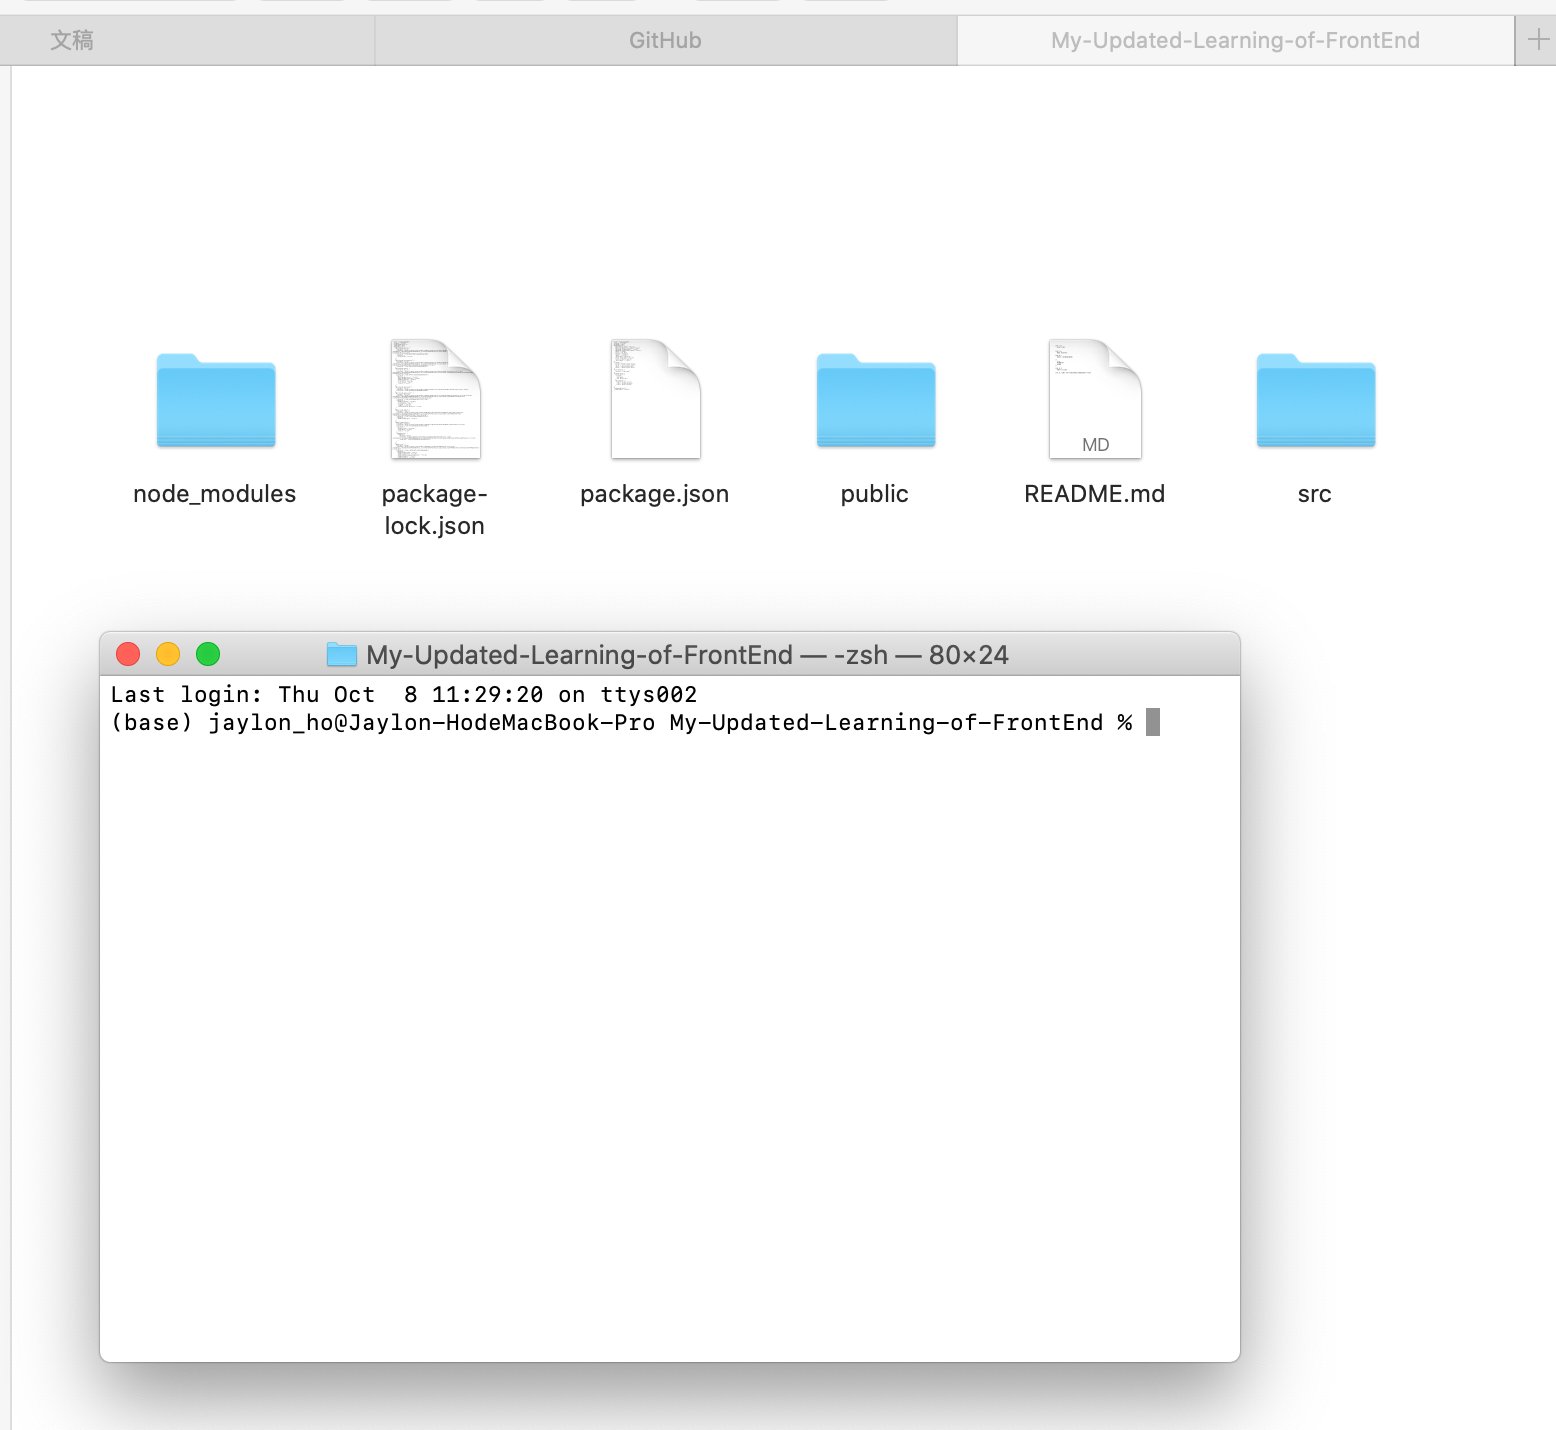 文稿
GitHub
My-Updated-Learning-of-FrontEnd
node_modules
package-
lock.json
package.json
public
MD
README.md
src
My-Updated-Learning-of-FrontEnd — -zsh — 80×24
Last login: Thu Oct  8 11:29:20 on ttys002
(base) jaylon_ho@Jaylon-HodeMacBook-Pro My-Updated-Learning-of-FrontEnd %